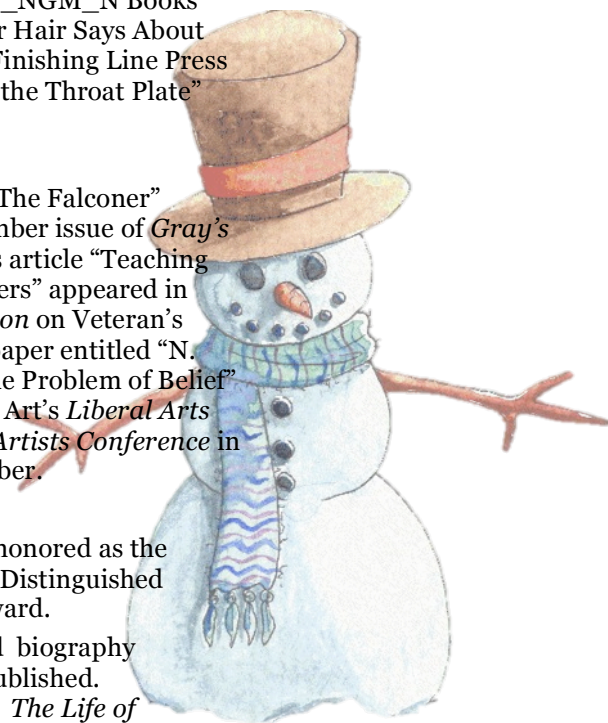 _NGM_N Books
r Hair Says About
Finishing Line Press
the Throat Plate”
The Falconer”
mber issue of Gray’s
s article “Teaching
ers” appeared in
on on Veteran’s
paper entitled “N.
e Problem of Belief”
Art’s Liberal Arts
Artists Conference in
ber.
honored as the
Distinguished
ward.
biography
ublished.
The Life of